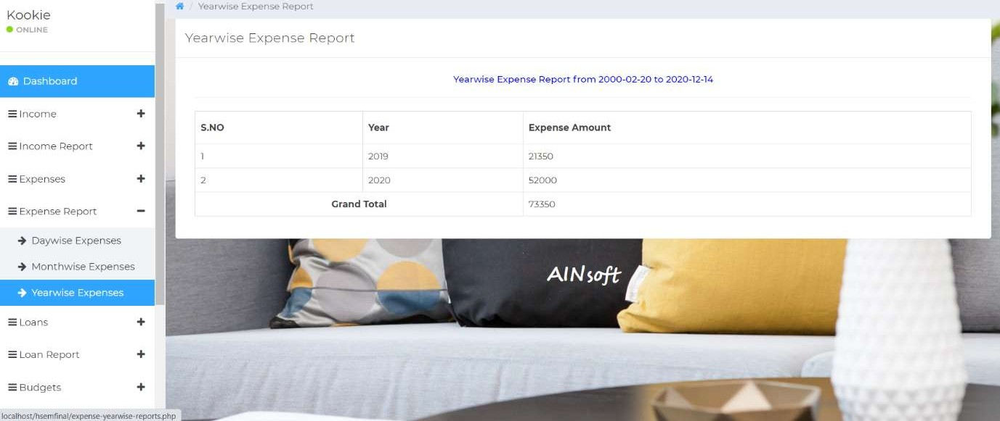 Kookie
ONLINE
Dashboard
Income
Income Report
Expenses
Expense Report
Daywise Expenses
Monthwise Expenses
Yearwise Expenses
Loans
Loan Report
Budgets
localhost/hsemfinal/expense-yearwise-reports.php
/ Yearwise Expense Report
Yearwise Expense Report
Yearwise Expense Report from 2000-02-20 to 2020-12-14
S.NO Year Expense Amount
1 2019 21350
2 2020 52000
Grand Total 73350
AINsoft